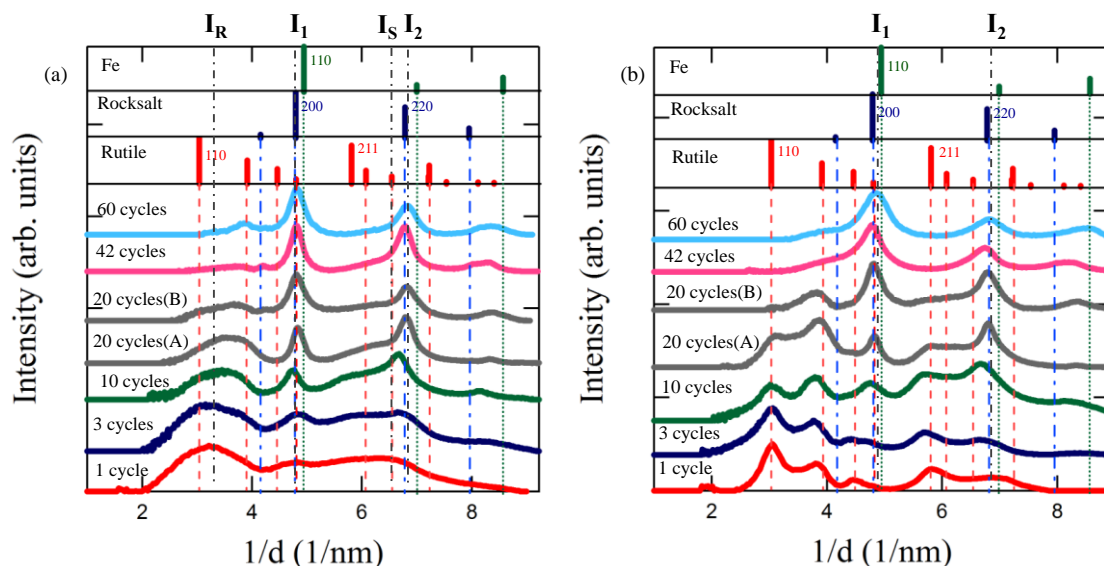 I_R I_1 I_S I_2
(a)
Fe
110
Rocksalt
200
220
Rutile
110
211
60 cycles
42 cycles
20 cycles(B)
20 cycles(A)
10 cycles
3 cycles
1 cycle
Intensity (arb. units)
2 4 6 8
1/d (1/nm)
I_1 I_2
(b)
Fe
110
Rocksalt
200
220
Rutile
110
211
60 cycles
42 cycles
20 cycles(B)
20 cycles(A)
10 cycles
3 cycles
1 cycle
Intensity (arb. units)
2 4 6 8
1/d (1/nm)